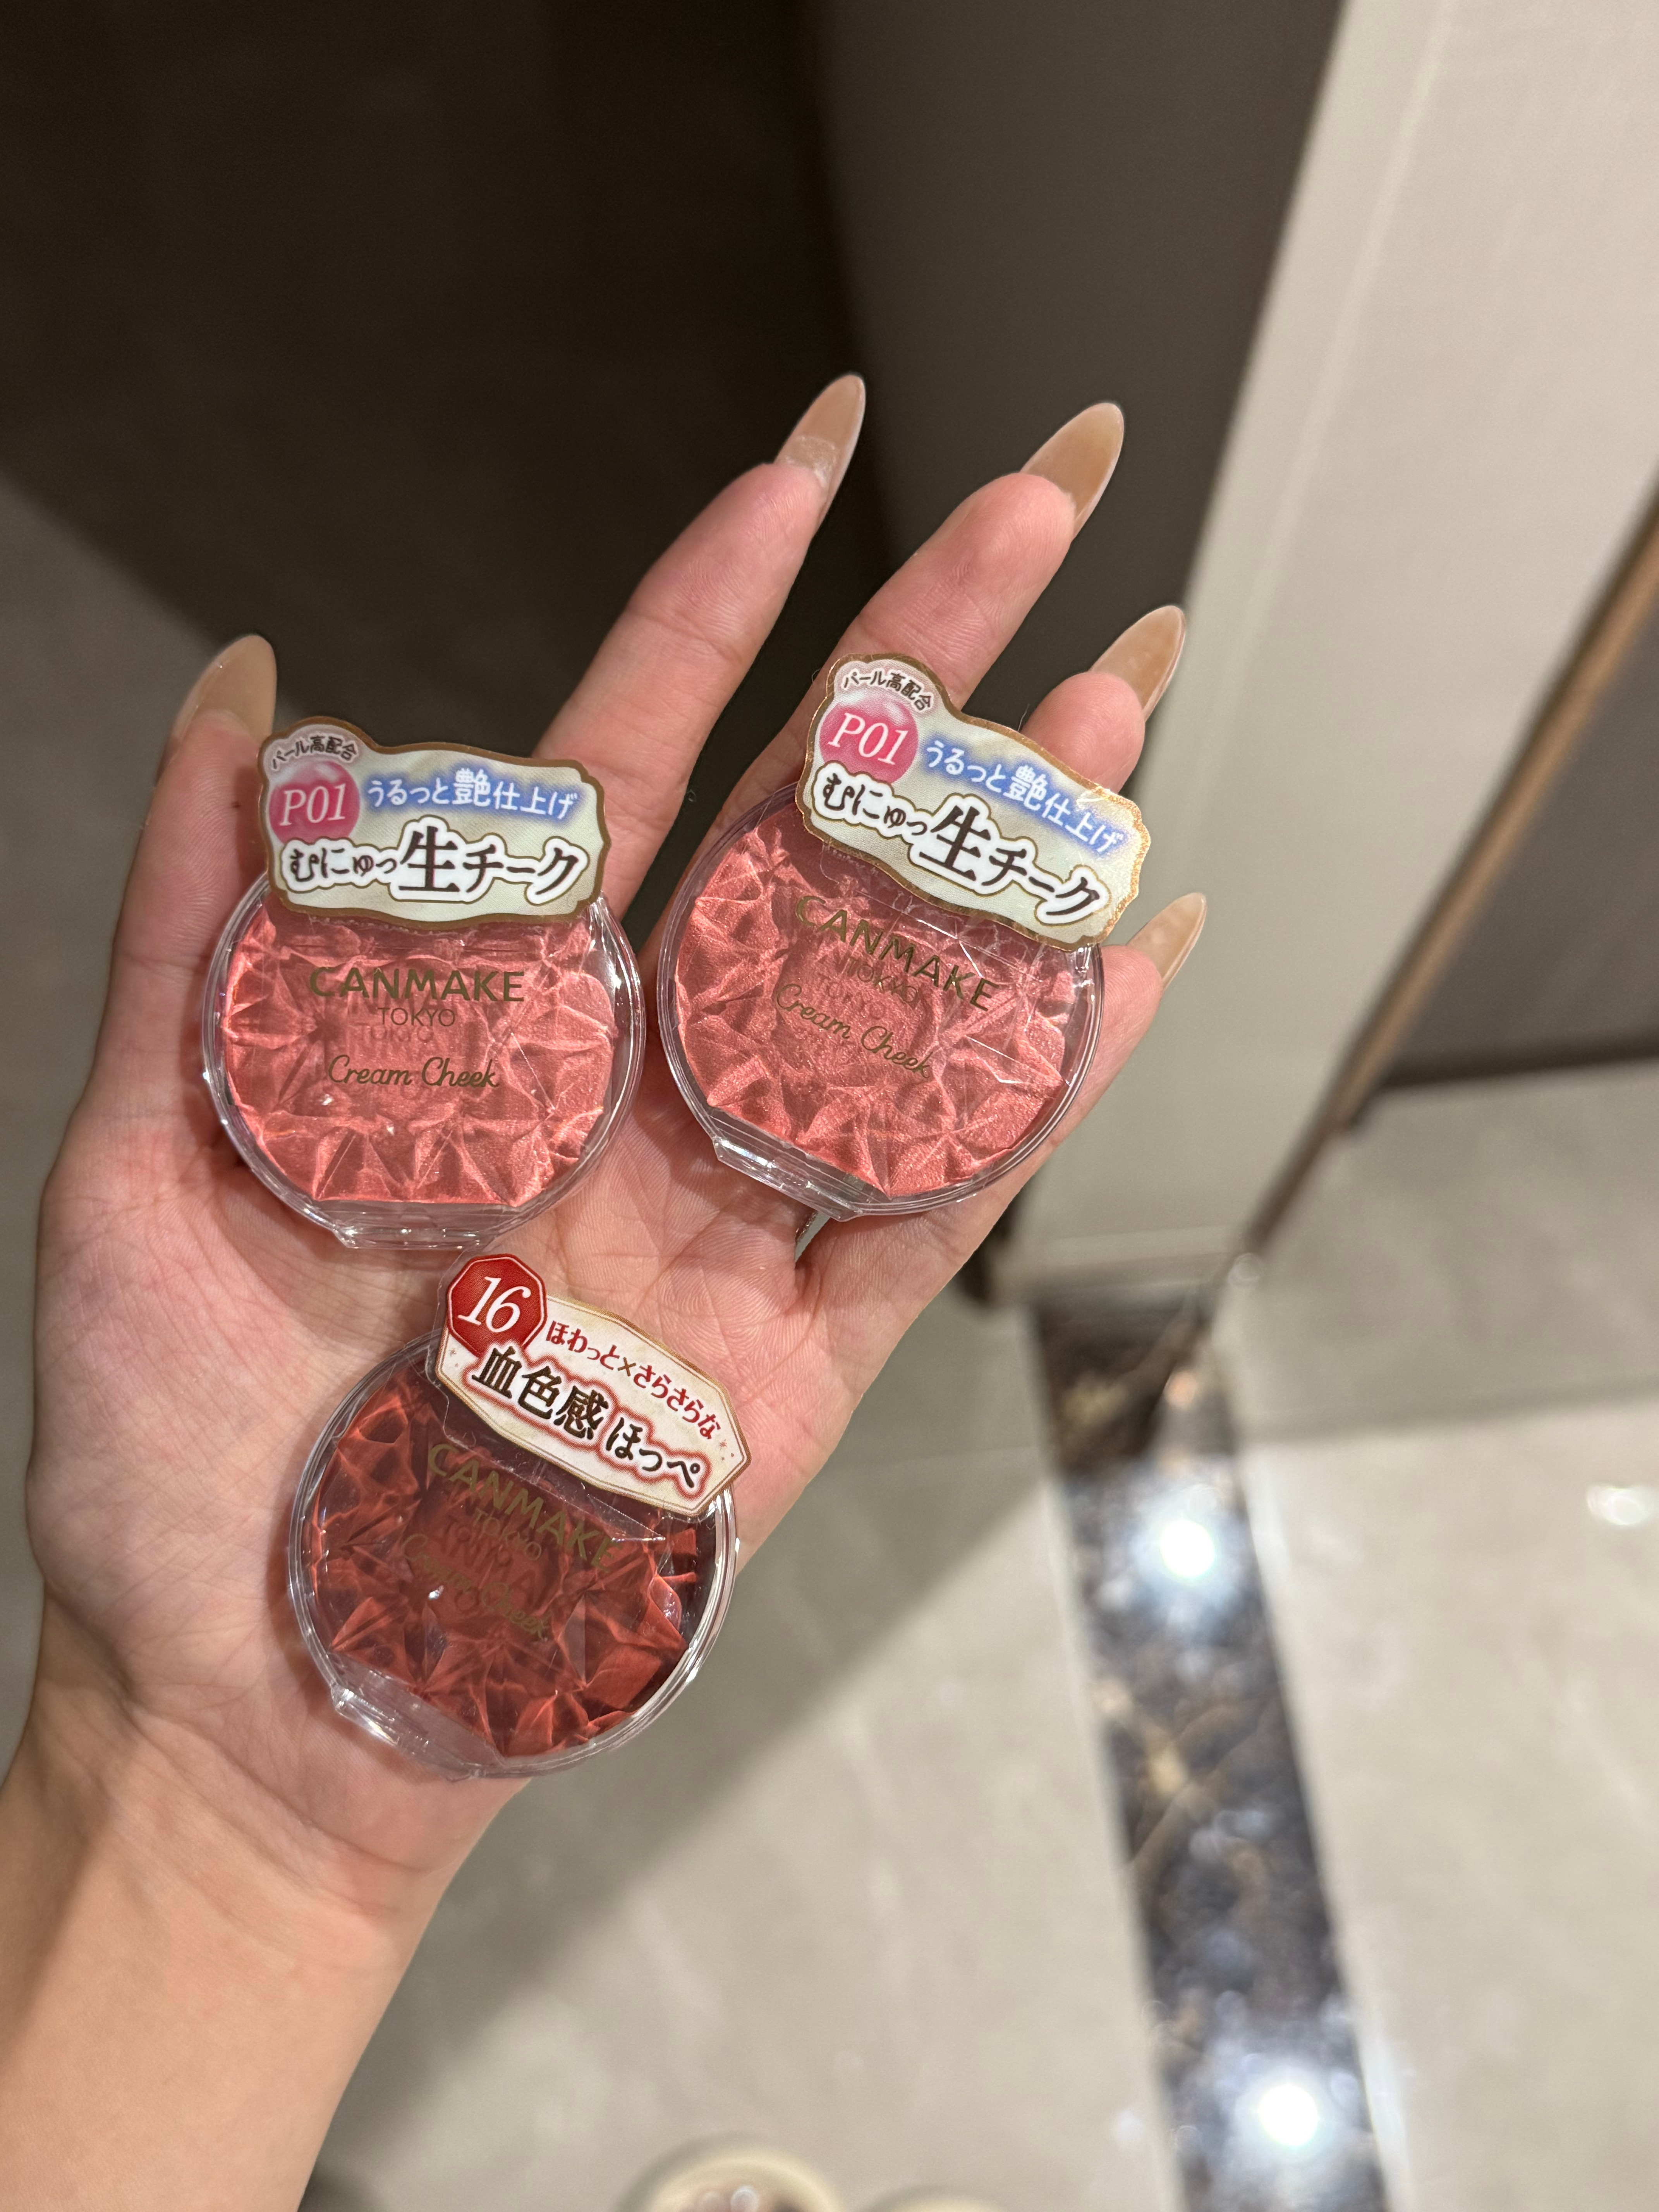 パール高配合
P01
うるっと艶仕上げ
むにゅっ生チーク
CANMAKE
TOKYO
Cream Cheek
パール高配合
P01
うるっと艶仕上げ
むにゅっ生チーク
CANMAKE
TOKYO
Cream Cheek
16
ほわっと×さらさらな
血色感ほっぺ
CANMAKE
TOKYO
Cream Cheek